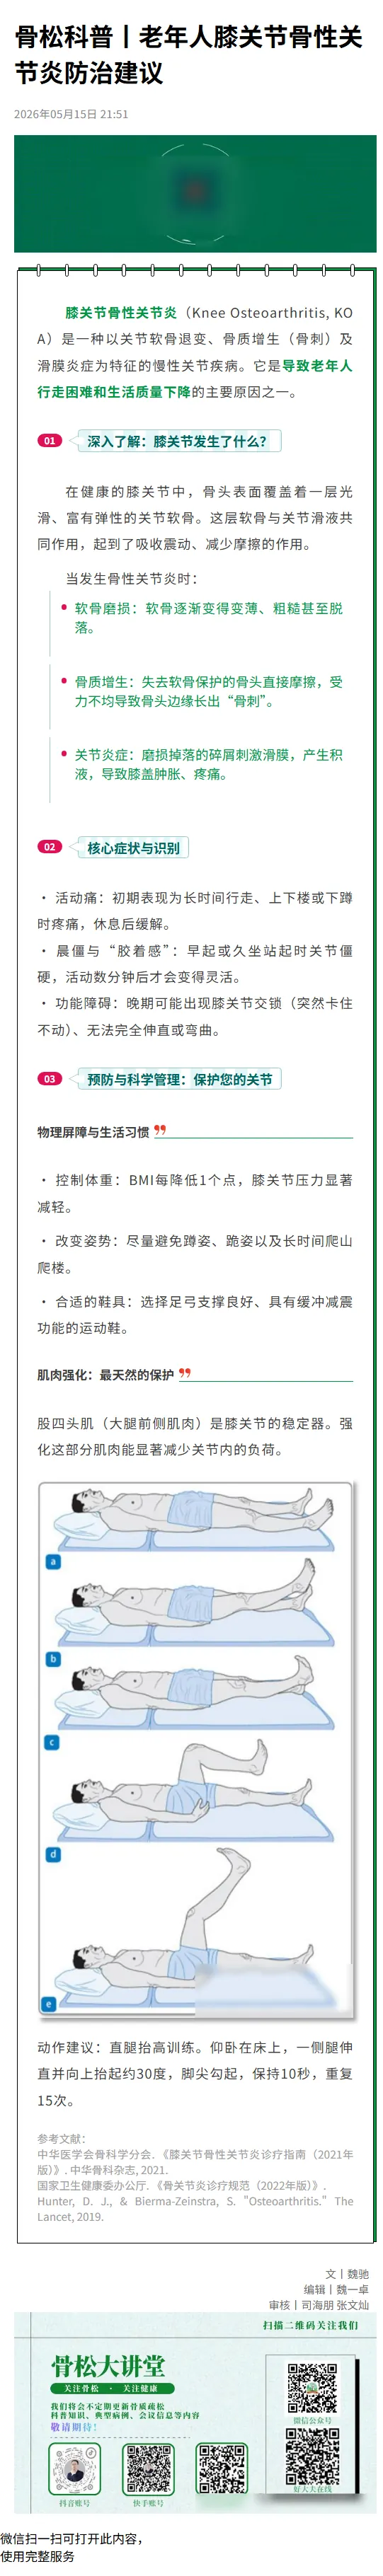 骨松科普丨老年人膝关节骨性关
节炎防治建议
2026年05月15日 21:51
膝关节骨性关节炎（Knee Osteoarthritis, KO
A）是一种以关节软骨退变、骨质增生（骨刺）及
滑膜炎症为特征的慢性关节疾病。它是导致老年人
行走困难和生活质量下降的主要原因之一。
01 深入了解：膝关节发生了什么？
在健康的膝关节中，骨头表面覆盖着一层光
滑、富有弹性的关节软骨。这层软骨与关节滑液共
同作用，起到了吸收震动、减少摩擦的作用。
当发生骨性关节炎时：
软骨磨损：软骨逐渐变得变薄、粗糙甚至脱
落。
骨质增生：失去软骨保护的骨头直接摩擦，受
力不均导致骨头边缘长出“骨刺”。
关节炎症：磨损掉落的碎屑刺激滑膜，产生积
液，导致膝盖肿胀、疼痛。
02 核心症状与识别
· 活动痛：初期表现为长时间行走、上下楼或下蹲
时疼痛，休息后缓解。
· 晨僵与“胶着感”：早起或久坐站起时关节僵
硬，活动数分钟后才会变得灵活。
· 功能障碍：晚期可能出现膝关节交锁（突然卡住
不动）、无法完全伸直或弯曲。
03 预防与科学管理：保护您的关节
物理屏障与生活习惯
· 控制体重：BMI每降低1个点，膝关节压力显著
减轻。
· 改变姿势：尽量避免蹲姿、跪姿以及长时间爬山
爬楼。
· 合适的鞋具：选择足弓支撑良好、具有缓冲减震
功能的运动鞋。
肌肉强化：最天然的保护
股四头肌（大腿前侧肌肉）是膝关节的稳定器。强
化这部分肌肉能显著减少关节内的负荷。
a
b
c
d
e
动作建议：直腿抬高训练。仰卧在床上，一侧腿伸
直并向上抬起约30度，脚尖勾起，保持10秒，重复
15次。
参考文献：
中华医学会骨科学分会. 《膝关节骨性关节炎诊疗指南（2021年
版）》. 中华骨科杂志, 2021.
国家卫生健康委办公厅. 《骨关节炎诊疗规范（2022年版）》.
Hunter, D. J., & Bierma-Zeinstra, S. "Osteoarthritis." The
Lancet, 2019.
文丨魏驰
编辑丨魏一卓
审核丨司海朋 张文灿
扫描二维码关注我们
骨松大讲堂
关注骨松 · 关注健康
我们将会不定期更新骨质疏松
科普知识、典型病例、会议信息等内容
敬请期待！
微信公众号
抖音账号
快手账号
好大夫在线
微信扫一扫可打开此内容，
使用完整服务